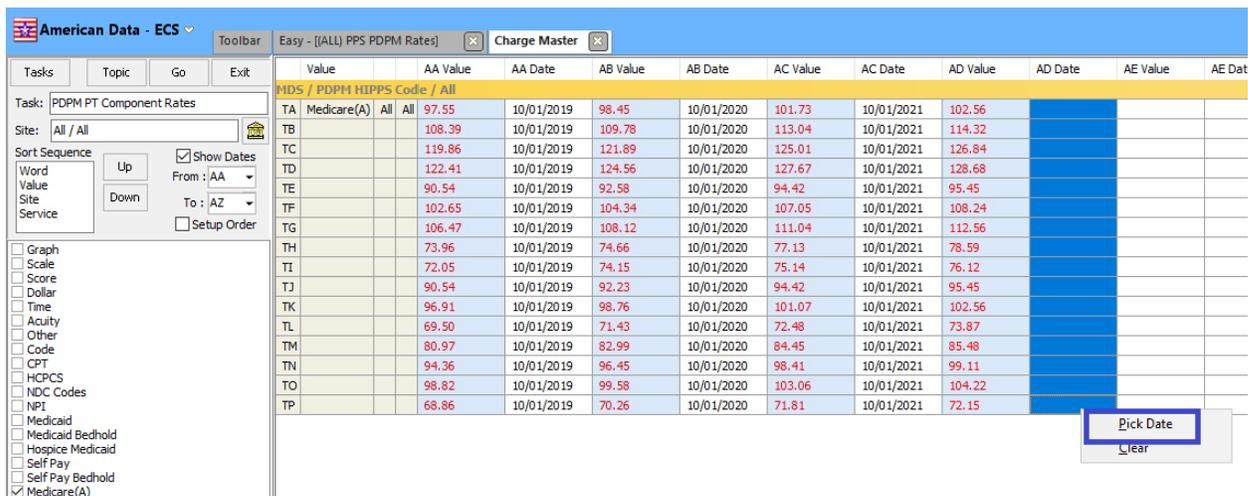 American Data - ECS
Toolbar Easy - [(ALL) PPS PDPM Rates] Charge Master
Tasks Topic Go Exit
Task: PDPM PT Component Rates
Site: All / All
Sort Sequence
Word
Value
Site
Service
Up
Down
Show Dates
From : AA
To : AZ
Setup Order
Graph
Scale
Score
Dollar
Time
Acuity
Other
Code
CPT
HCPCS
NDC Codes
NPI
Medicaid
Medicaid Bedhold
Hospice Medicaid
Self Pay
Self Pay Bedhold
Medicare(A)
Value AA Value AA Date AB Value AB Date AC Value AC Date AD Value AD Date AE Value AE Dat
MDS / PDPM HIPPS Code / All
TA Medicare(A) All All 97.55 10/01/2019 98.45 10/01/2020 101.73 10/01/2021 102.56
TB 108.39 10/01/2019 109.78 10/01/2020 113.04 10/01/2021 114.32
TC 119.86 10/01/2019 121.89 10/01/2020 125.01 10/01/2021 126.84
TD 122.41 10/01/2019 124.56 10/01/2020 127.67 10/01/2021 128.68
TE 90.54 10/01/2019 92.58 10/01/2020 94.42 10/01/2021 95.45
TF 102.65 10/01/2019 104.34 10/01/2020 107.05 10/01/2021 108.24
TG 106.47 10/01/2019 108.12 10/01/2020 111.04 10/01/2021 112.56
TH 73.96 10/01/2019 74.66 10/01/2020 77.13 10/01/2021 78.59
TI 72.05 10/01/2019 74.15 10/01/2020 75.14 10/01/2021 76.12
TJ 90.54 10/01/2019 92.23 10/01/2020 94.42 10/01/2021 95.45
TK 96.91 10/01/2019 98.76 10/01/2020 101.07 10/01/2021 102.56
TL 69.50 10/01/2019 71.43 10/01/2020 72.48 10/01/2021 73.87
TM 80.97 10/01/2019 82.99 10/01/2020 84.45 10/01/2021 85.48
TN 94.36 10/01/2019 96.45 10/01/2020 98.41 10/01/2021 99.11
TO 98.82 10/01/2019 99.58 10/01/2020 103.06 10/01/2021 104.22
TP 68.86 10/01/2019 70.26 10/01/2020 71.81 10/01/2021 72.15
Pick Date
Clear